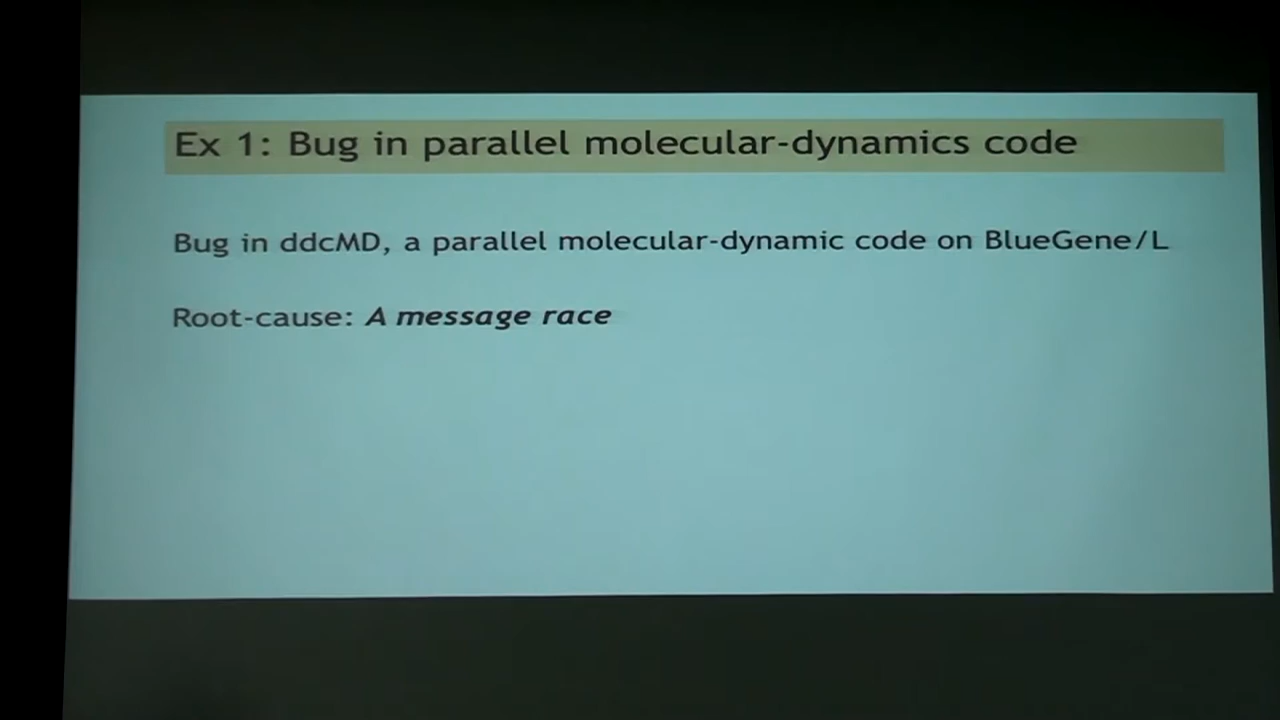 Ex 1: Bug in parallel molecular-dynamics code
Bug in ddcMD, a parallel molecular-dynamic code on BlueGene/L
Root-cause: A message race